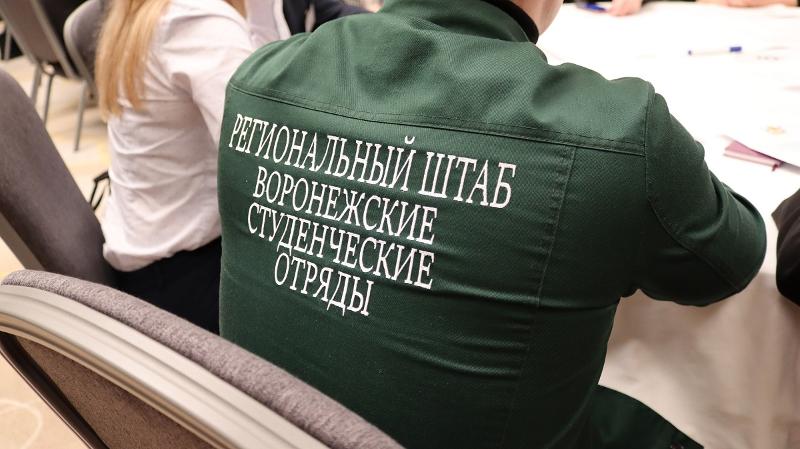 РЕГИОНАЛЬНЫЙ ШТАБ
ВОРОНЕЖСКИЕ
СТУДЕНЧЕСКИЕ
ОТРЯДЫ